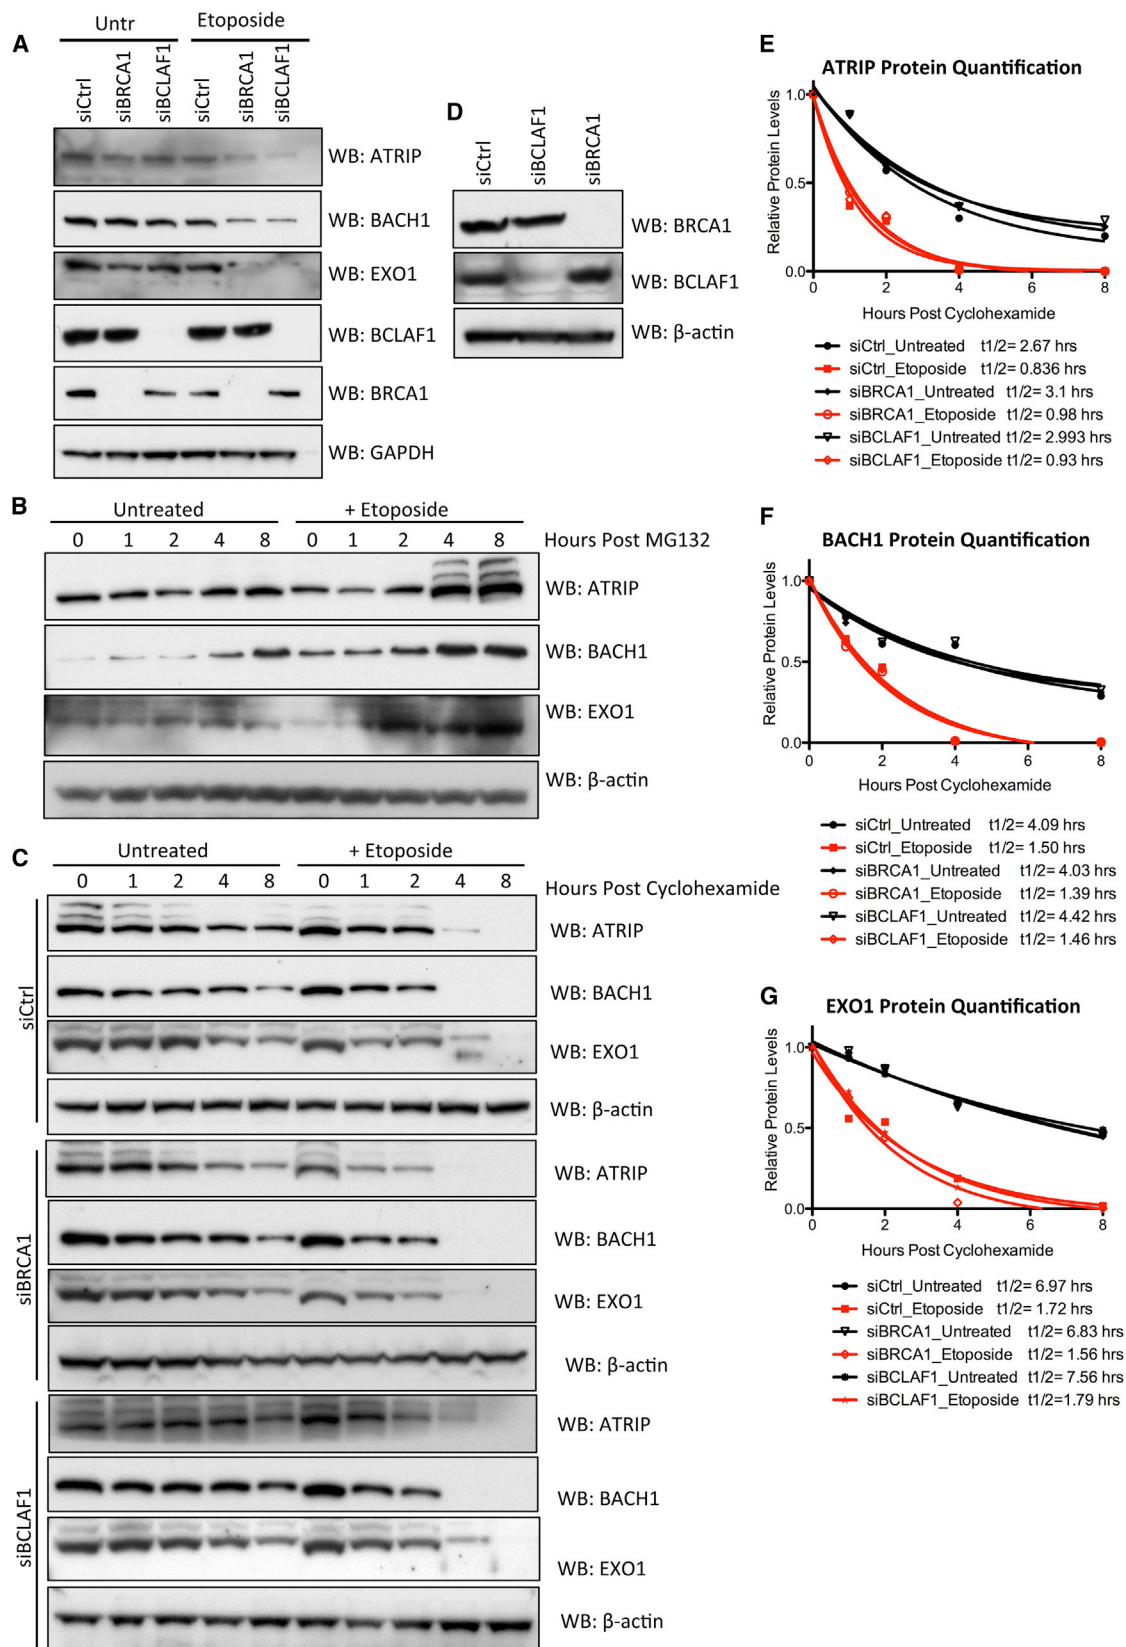 A
Untr Etoposide
siCtrl siBRCA1 siBCLAF1 siCtrl siBRCA1 siBCLAF1
WB: ATRIP
WB: BACH1
WB: EXO1
WB: BCLAF1
WB: BRCA1
WB: GAPDH
D
siCtrl siBCLAF1 siBRCA1
WB: BRCA1
WB: BCLAF1
WB: β-actin
B
Untreated + Etoposide
0 1 2 4 8 0 1 2 4 8 Hours Post MG132
WB: ATRIP
WB: BACH1
WB: EXO1
WB: β-actin
C
Untreated + Etoposide
0 1 2 4 8 0 1 2 4 8 Hours Post Cyclohexamide
siCtrl
WB: ATRIP
WB: BACH1
WB: EXO1
WB: β-actin
siBRCA1
WB: ATRIP
WB: BACH1
WB: EXO1
WB: β-actin
siBCLAF1
WB: ATRIP
WB: BACH1
WB: EXO1
WB: β-actin
E
ATRIP Protein Quantification
Relative Protein Levels
1.0
0.5
0.0
0 2 4 6 8
Hours Post Cyclohexamide
siCtrl_Untreated t1/2= 2.67 hrs
siCtrl_Etoposide t1/2= 0.836 hrs
siBRCA1_Untreated t1/2= 3.1 hrs
siBRCA1_Etoposide t1/2= 0.98 hrs
siBCLAF1_Untreated t1/2= 2.993 hrs
siBCLAF1_Etoposide t1/2= 0.93 hrs
F
BACH1 Protein Quantification
Relative Protein Levels
1.0
0.5
0.0
0 2 4 6 8
Hours Post Cyclohexamide
siCtrl_Untreated t1/2= 4.09 hrs
siCtrl_Etoposide t1/2= 1.50 hrs
siBRCA1_Untreated t1/2= 4.03 hrs
siBRCA1_Etoposide t1/2= 1.39 hrs
siBCLAF1_Untreated t1/2= 4.42 hrs
siBCLAF1_Etoposide t1/2= 1.46 hrs
G
EXO1 Protein Quantification
Relative Protein Levels
1.0
0.5
0.0
0 2 4 6 8
Hours Post Cyclohexamide
siCtrl_Untreated t1/2= 6.97 hrs
siCtrl_Etoposide t1/2= 1.72 hrs
siBRCA1_Untreated t1/2= 6.83 hrs
siBRCA1_Etoposide t1/2= 1.56 hrs
siBCLAF1_Untreated t1/2= 7.56 hrs
siBCLAF1_Etoposide t1/2=1.79 hrs